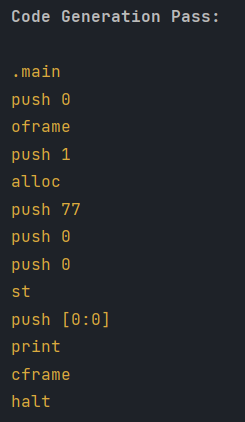 Code Generation Pass:
.main
push 0
oframe
push 1
alloc
push 77
push 0
push 0
st
push [0:0]
print
cframe
halt